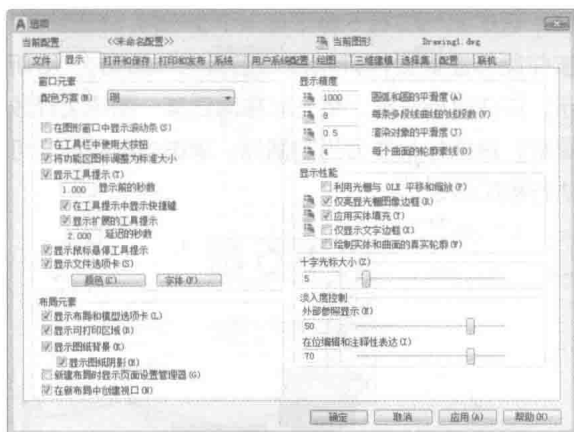 选项
当前配置: <<未命名配置>> 当前图形: Drawing1.dwg
文件 显示 打开和保存 打印和发布 系统 用户系统配置 绘图 三维建模 选择集 配置 联机
窗口元素
配色方案(M) 明
在图形窗口中显示滚动条(S)
在工具栏中使用大按钮
将功能区图标调整为标准大小
显示工具提示(T)
1.000 显示前的秒数
在工具提示中显示快捷键
显示扩展的工具提示
2.000 延迟的秒数
显示鼠标悬停工具提示
显示文件选项卡(S)
颜色(C)... 字体(F)...
布局元素
显示布局和模型选项卡(L)
显示可打印区域(B)
显示图纸背景(K)
显示图纸阴影(E)
新建布局时显示页面设置管理器(G)
在新布局中创建视口(N)
显示精度
1000 圆弧和圆的平滑度(A)
8 每条多段线曲线的线段数(V)
0.5 渲染对象的平滑度(J)
4 每个曲面的轮廓素线(O)
显示性能
利用光栅与 OLE 平移和缩放(P)
仅亮显光栅图像边框(R)
应用实体填充(Y)
仅显示文字边框(X)
绘制实体和曲面的真实轮廓(W)
十字光标大小(Z)
5
淡入度控制
外部参照显示(E)
50
在位编辑和注释性表达(I)
70
确定 取消 应用(A) 帮助(H)